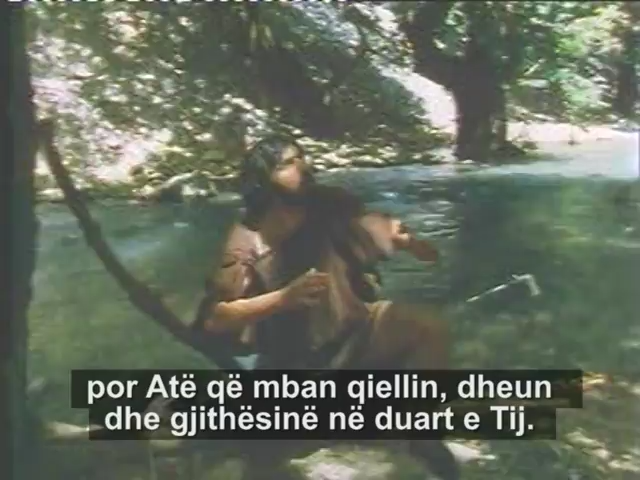 por Atë që mban qiellin, dheun
dhe gjithësinë në duart e Tij.